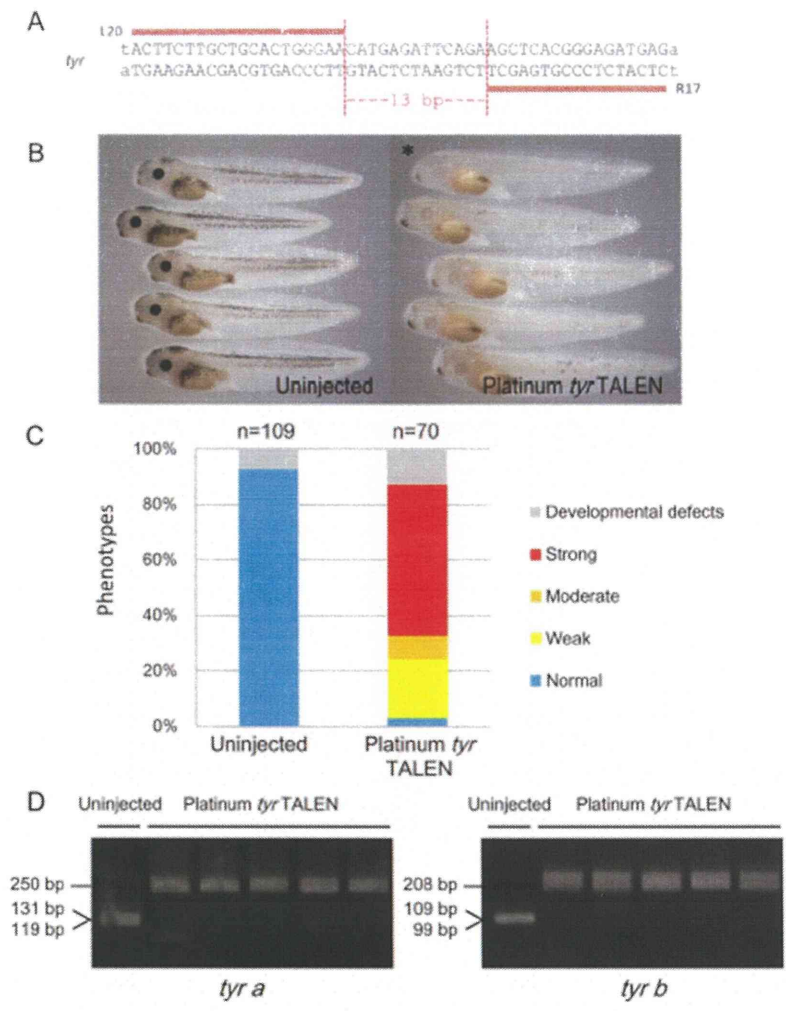 A
L20
tACTTCTTGCTGCACTGGGAACATGAGATTCAGAAGCTCACGGGAGATGAGa
tyr
aTGAAGAACGACGTGACCCTTGTACTCTAAGTCTTCGAGTGCCCTCTACTCt
13 bp
R17
B
*
Uninjected
Platinum tyr TALEN
C
n=109
n=70
100%
80%
60%
40%
20%
0%
Phenotypes
Developmental defects
Strong
Moderate
Weak
Normal
Uninjected
Platinum tyr
TALEN
D
Uninjected
Platinum tyr TALEN
250 bp
131 bp
119 bp
tyr a
Uninjected
Platinum tyr TALEN
208 bp
109 bp
99 bp
tyr b